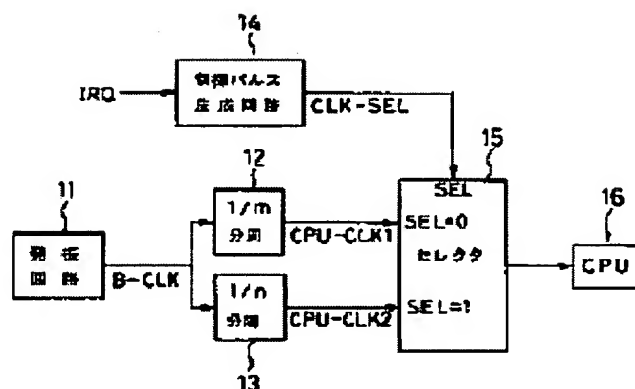 14
IRQ
切換パルス
生成回路
CLK-SEL
15
12
SEL
11
1/m
分周
CPU-CLK1
SEL=0
16
発振
回路
B-CLK
セレクタ
CPU
1/n
分周
CPU-CLK2
SEL=1
13